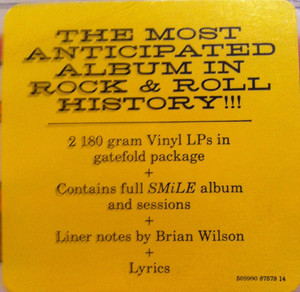 THE MOST
ANTICIPATED
ALBUM IN
ROCK & ROLL
HISTORY!!!
2 180 gram Vinyl LPs in
gatefold package
+
Contains full SMiLE album
and sessions
+
Liner notes by Brian Wilson
+
Lyrics